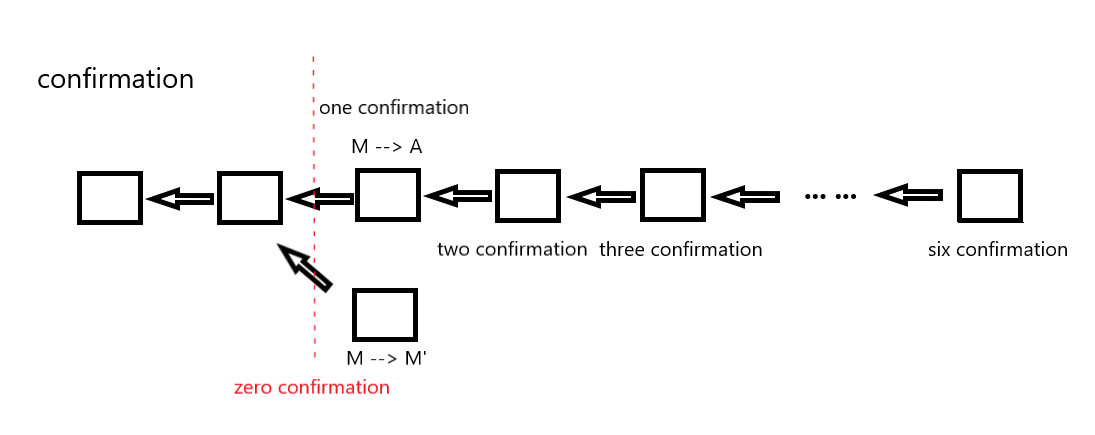 confirmation
one confirmation
M --> A
... ...
two confirmation
three confirmation
six confirmation
M --> M'
zero confirmation